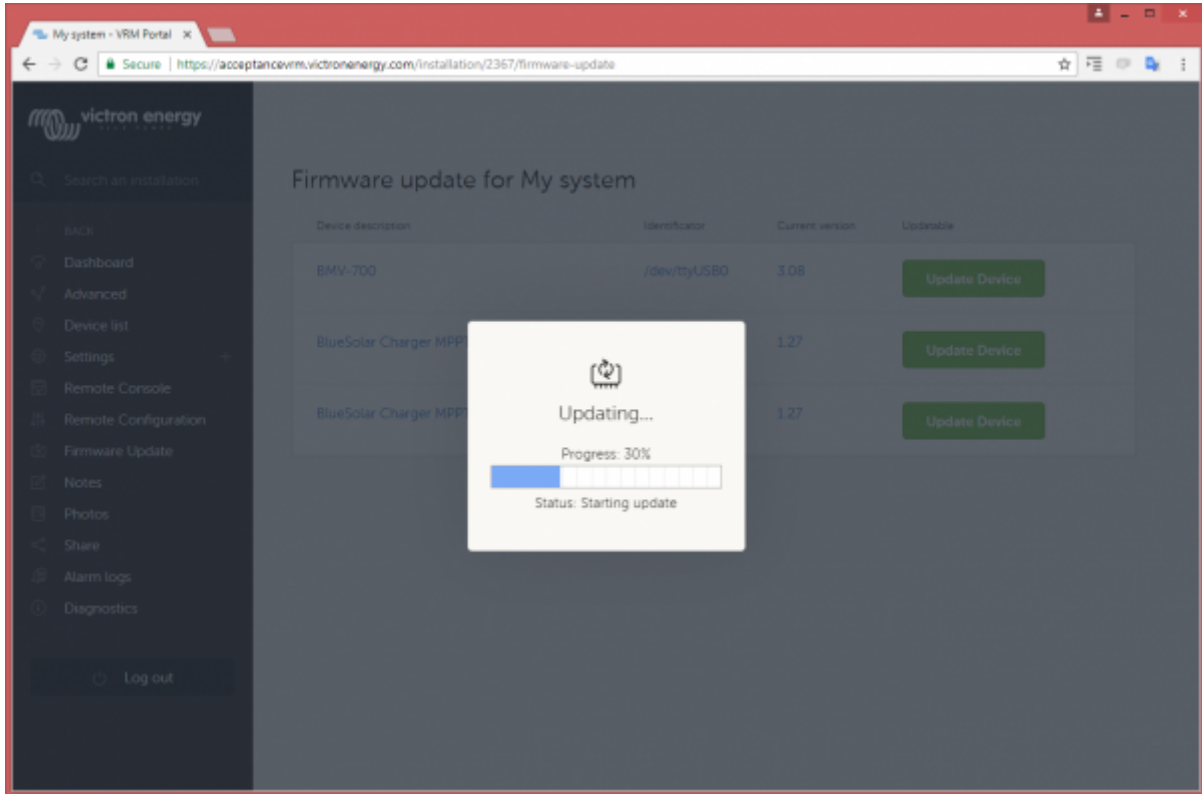 My system - VRM Portal
Secure | https://acceptancevrm.victronenergy.com/installation/2367/firmware-update
victron energy
BLUE POWER
Search an installation
BACK
Dashboard
Advanced
Device list
Settings
Remote Console
Remote Configuration
Firmware Update
Notes
Photos
Share
Alarm logs
Diagnostics
Log out
Firmware update for My system
Device description Identificator Current version Updatable
BMV-700 /dev/ttyUSB0 3.08 Update Device
BlueSolar Charger MPPT 1.27 Update Device
BlueSolar Charger MPPT 1.27 Update Device
Updating...
Progress: 30%
Status: Starting update